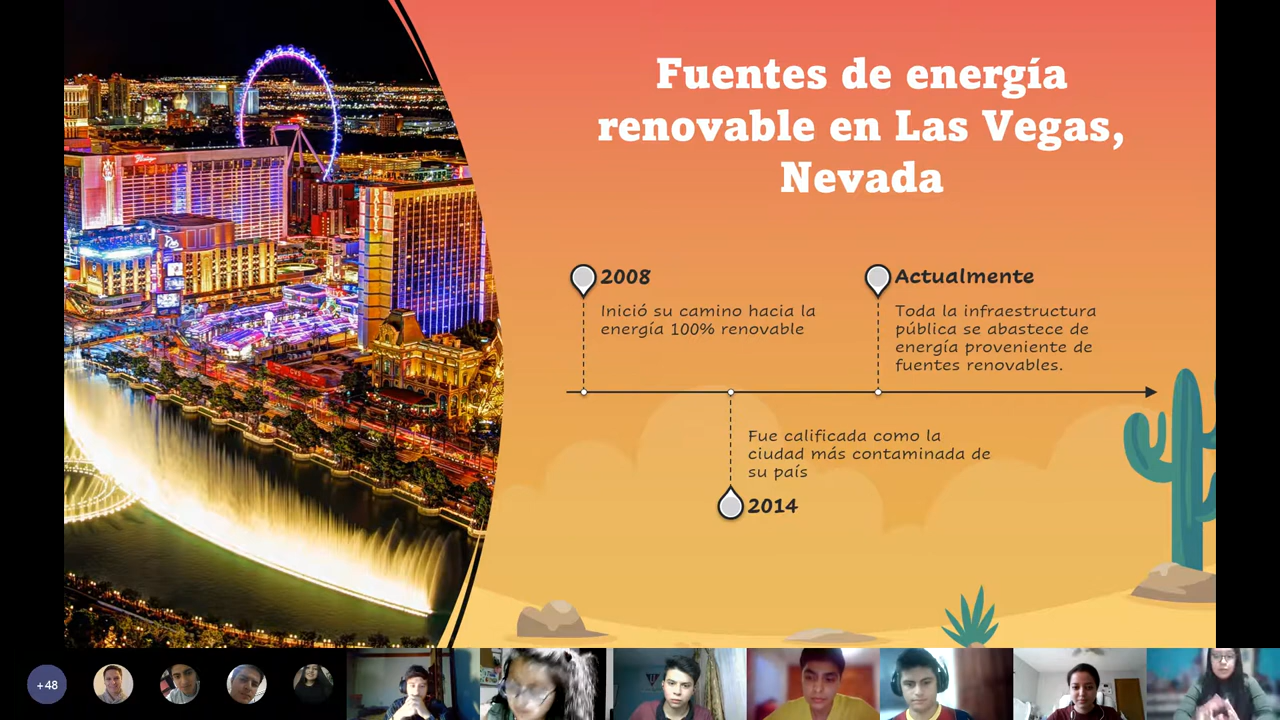 Fuentes de energía
renovable en Las Vegas,
Nevada
2008
Inició su camino hacia la
energía 100% renovable
Actualmente
Toda la infraestructura
pública se abastece de
energía proveniente de
fuentes renovables.
Fue calificada como la
ciudad más contaminada de
su país
2014
+48